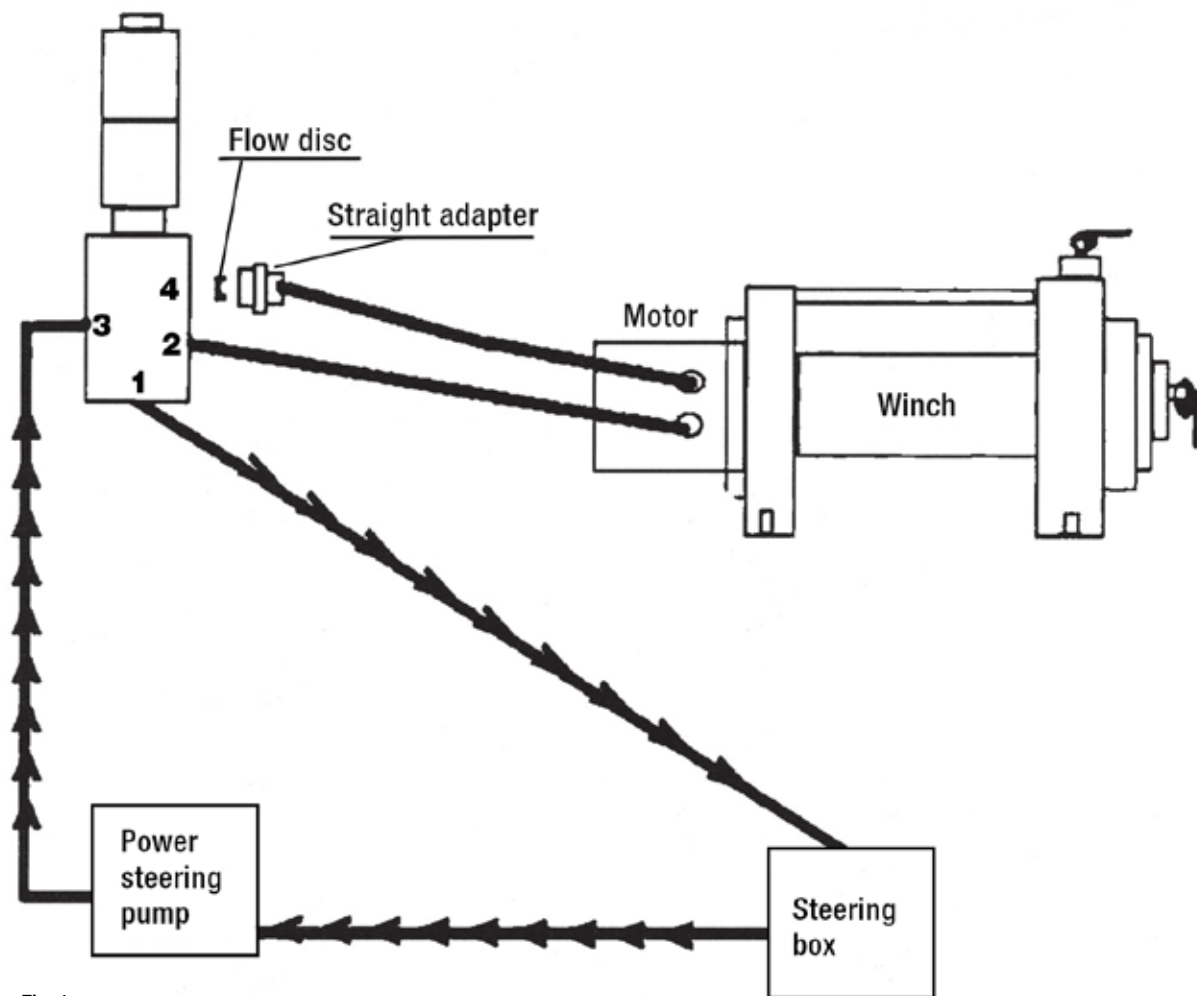 Flow disc
Straight adapter
4
3
2
1
Motor
Winch
Power
steering
pump
Steering
box